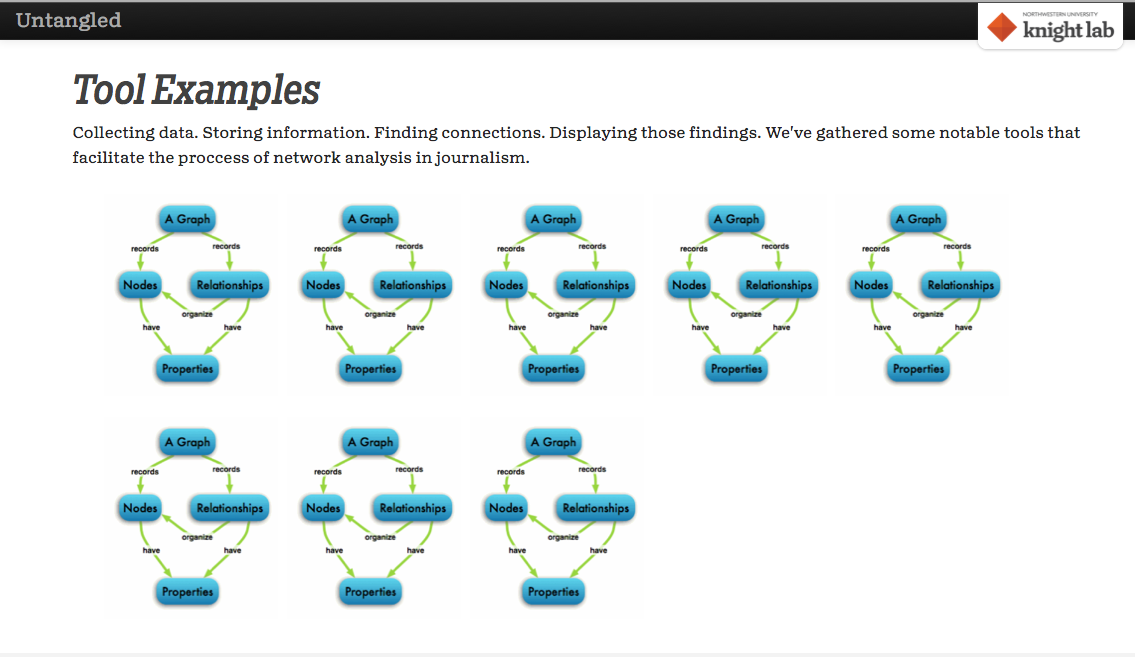 Untangled
NORTHWESTERN UNIVERSITY
knight lab
Tool Examples
Collecting data. Storing information. Finding connections. Displaying those findings. We've gathered some notable tools that
facilitate the proccess of network analysis in journalism.
A Graph A Graph A Graph A Graph A Graph
records records records records records records records records records records
Nodes Relationships Nodes Relationships Nodes Relationships Nodes Relationships Nodes Relationships
organize organize organize organize organize
have have have have have have have have have have
Properties Properties Properties Properties Properties
A Graph A Graph A Graph
records records records records records records
Nodes Relationships Nodes Relationships Nodes Relationships
organize organize organize
have have have have have have
Properties Properties Properties